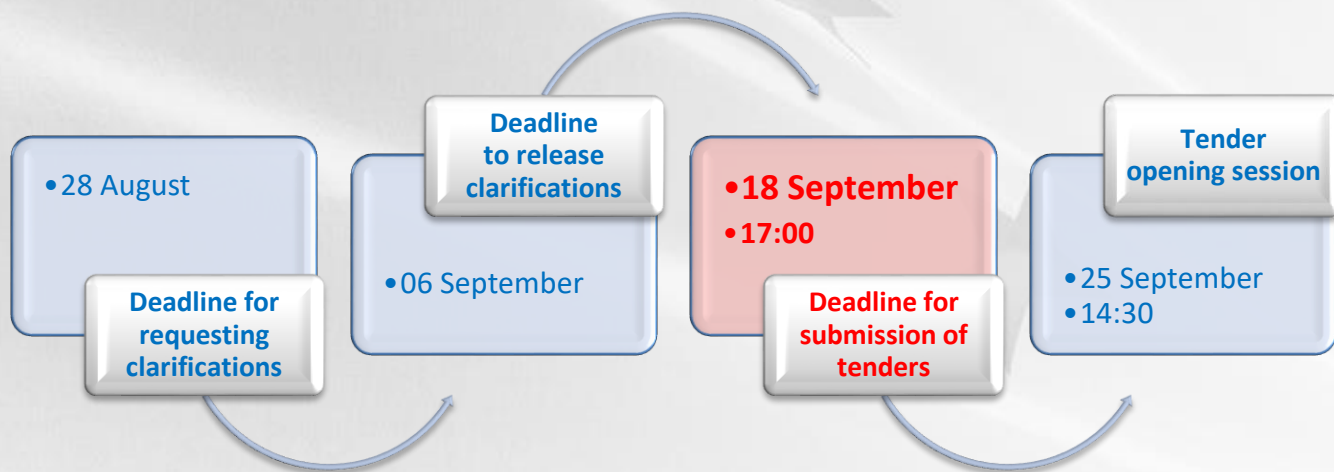 •28 August
Deadline for
requesting
clarifications
Deadline
to release
clarifications
•06 September
•18 September
•17:00
Deadline for
submission of
tenders
Tender
opening session
•25 September
•14:30